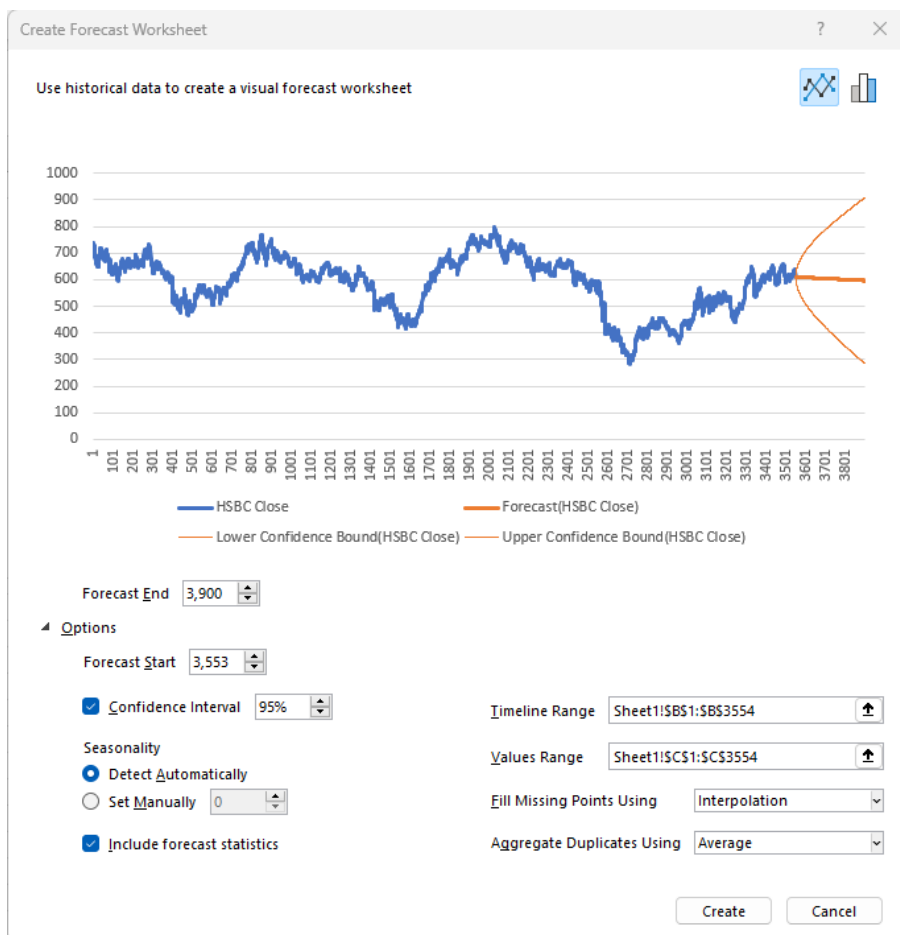 Create Forecast Worksheet
?
Use historical data to create a visual forecast worksheet
1000
900
800
700
600
500
400
300
200
100
0
1 101 201 301 401 501 601 701 801 901 1001 1101 1201 1301 1401 1501 1601 1701 1801 1901 2001 2101 2201 2301 2401 2501 2601 2701 2801 2901 3001 3101 3201 3301 3401 3501 3601 3701 3801
HSBC Close Forecast(HSBC Close)
Lower Confidence Bound(HSBC Close) Upper Confidence Bound(HSBC Close)
Forecast End 3,900
Options
Forecast Start 3,553
Confidence Interval 95%
Timeline Range Sheet1!$B$1:$B$3554
Seasonality
Values Range Sheet1!$C$1:$C$3554
Detect Automatically
Set Manually 0
Fill Missing Points Using Interpolation
Include forecast statistics
Aggregate Duplicates Using Average
Create Cancel